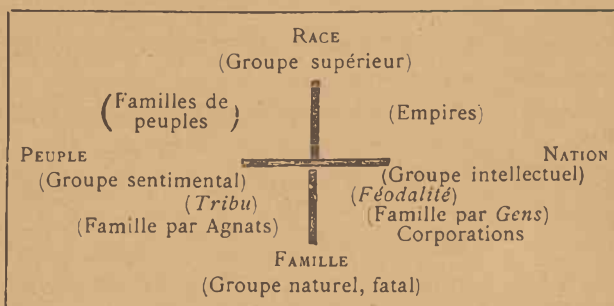 RACE
(Groupe supérieur)
(Familles de peuples)
(Empires)
PEUPLE
(Groupe sentimental)
(Tribu)
(Famille par Agnats)
NATION
(Groupe intellectuel)
(Féodalité)
(Famille par Gens)
Corporations
FAMILLE
(Groupe naturel, fatal)